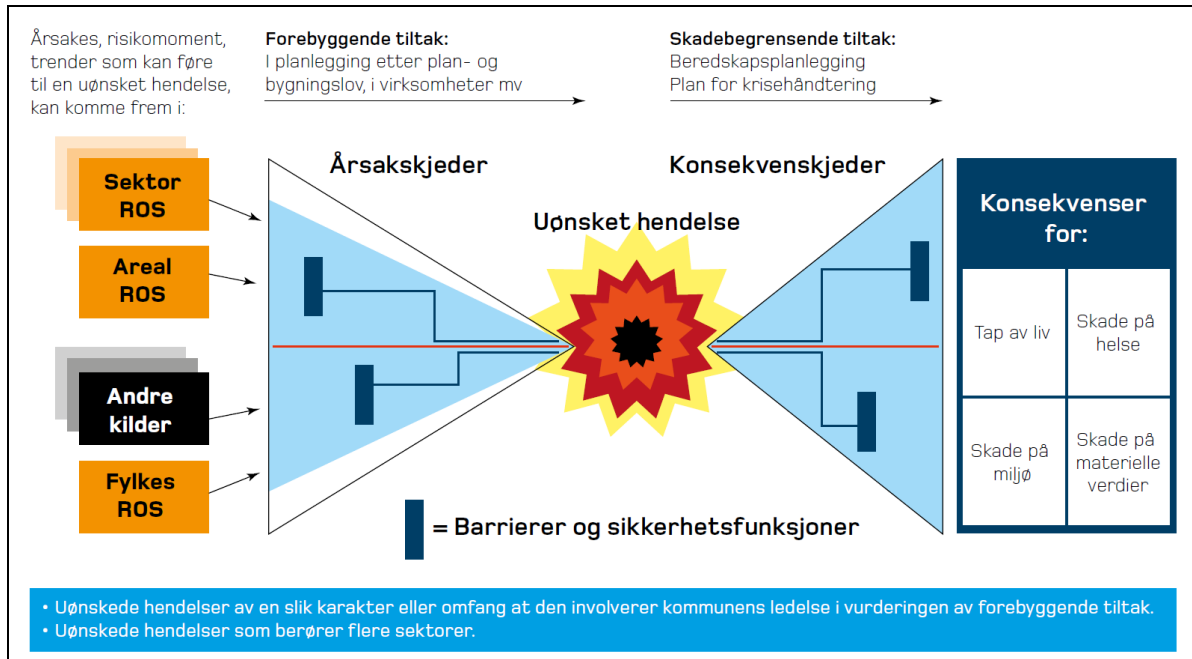 Årsakes, risikomoment,
trender som kan føre
til en uønsket hendelse,
kan komme frem i:
Forebyggende tiltak:
I planlegging etter plan- og
bygningslov, i virksomheter mv
Skadebegrensende tiltak:
Beredskapsplanlegging
Plan for krisehåndtering
Sektor
ROS
Areal
ROS
Andre
kilder
Fylkes
ROS
Årsakskjeder
Uønsket hendelse
Konsekvenskjeder
Konsekvenser
for:
Tap av liv
Skade på
helse
Skade på
miljø
Skade på
materielle
verdier
= Barrierer og sikkerhetsfunksjoner
• Uønskede hendelser av en slik karakter eller omfang at den involverer kommunens ledelse i vurderingen av forebyggende tiltak.
• Uønskede hendelser som berører flere sektorer.